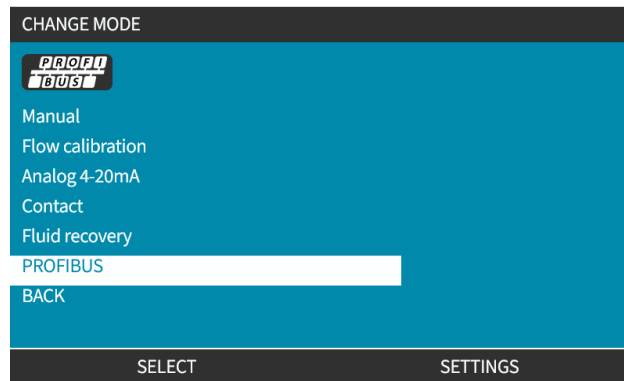 CHANGE MODE
PROFI
BUS
Manual
Flow calibration
Analog 4-20mA
Contact
Fluid recovery
PROFIBUS
BACK
SELECT SETTINGS